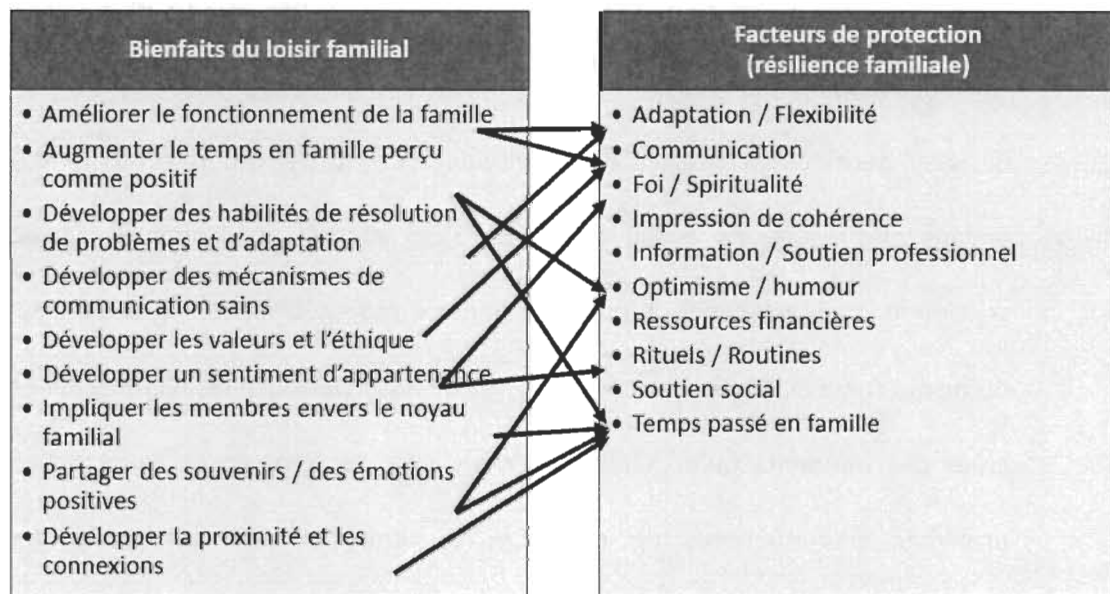 Bienfaits du loisir familial
• Améliorer le fonctionnement de la famille
• Augmenter le temps en famille perçu
comme positif
• Développer des habilités de résolution
de problèmes et d'adaptation
• Développer des mécanismes de
communication sains
• Développer les valeurs et l'éthique
• Développer un sentiment d'appartenance
• Impliquer les membres envers le noyau
familial
• Partager des souvenirs / des émotions
positives
• Développer la proximité et les
connexions
Facteurs de protection
(résilience familiale)
• Adaptation / Flexibilité
• Communication
• Foi / Spiritualité
• Impression de cohérence
• Information / Soutien professionnel
• Optimisme / humour
• Ressources financières
• Rituels / Routines
• Soutien social
• Temps passé en famille